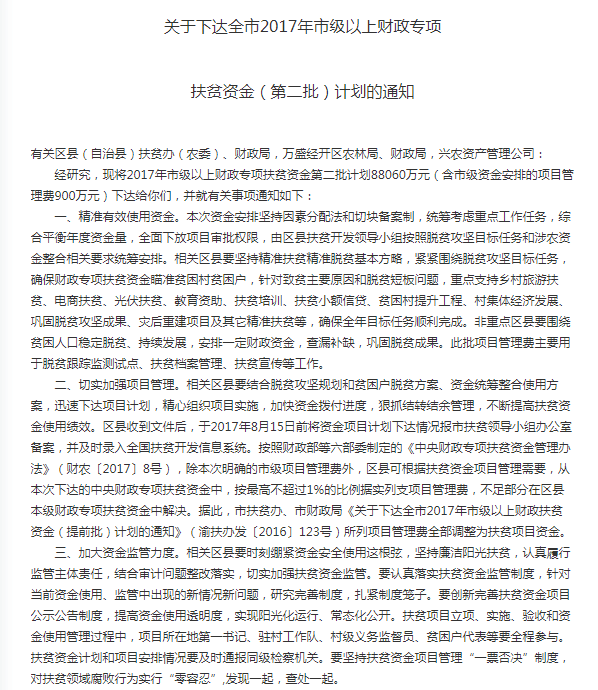 关于下达全市2017年市级以上财政专项
扶贫资金（第二批）计划的通知
有关区县（自治县）扶贫办（农委）、财政局，万盛经开区农林局、财政局，兴农资产管理公司：
经研究，现将2017年市级以上财政专项扶贫资金第二批计划88060万元（含市级资金安排的项目管
理费900万元）下达给你们，并就有关事项通知如下：
一、精准有效使用资金。本次资金安排坚持因素分配法和切块备案制，统筹考虑重点工作任务，综
合平衡年度资金量，全面下放项目审批权限，由区县扶贫开发领导小组按照脱贫攻坚目标任务和涉农资
金整合相关要求统筹安排。相关区县要坚持精准扶贫精准脱贫基本方略，紧紧围绕脱贫攻坚目标任务，
确保财政专项扶贫资金瞄准贫困村贫困户，针对致贫主要原因和脱贫短板问题，重点支持乡村旅游扶
贫、电商扶贫、光伏扶贫、教育资助、扶贫培训、扶贫小额信贷、贫困村提升工程、村集体经济发展、
巩固脱贫攻坚成果、灾后重建项目及其它精准扶贫等，确保全年目标任务顺利完成。非重点区县要围绕
贫困人口稳定脱贫、持续发展，安排一定财政资金，查漏补缺，巩固脱贫成果。此批项目管理费主要用
于脱贫跟踪监测试点、扶贫档案管理、扶贫宣传等工作。
二、切实加强项目管理。相关区县要结合脱贫攻坚规划和贫困户脱贫方案、资金统筹整合使用方
案，迅速下达项目计划，精心组织项目实施，加快资金拨付进度，狠抓结转结余管理，不断提高扶贫资
金使用绩效。区县收到文件后，于2017年8月15日前将资金项目计划下达情况报市扶贫领导小组办公室
备案，并及时录入全国扶贫开发信息系统。按照财政部等六部委制定的《中央财政专项扶贫资金管理办
法》（财农〔2017〕8号），除本次明确的市级项目管理费外，区县可根据扶贫资金项目管理需要，从
本次下达的中央财政专项扶贫资金中，按最高不超过1%的比例据实列支项目管理费，不足部分在区县
本级财政专项扶贫资金中解决。据此，市扶贫办、市财政局《关于下达全市2017年市级以上财政扶贫
资金（提前批）计划的通知》（渝扶办发〔2016〕123号）所列项目管理费全部调整为扶贫项目资金。
三、加大资金监管力度。相关区县要时刻绷紧资金安全使用这根弦，坚持廉洁阳光扶贫，认真履行
监管主体责任，结合审计问题整改落实，切实加强扶贫资金监管。要认真落实扶贫资金监管制度，针对
当前资金使用、监管中出现的新情况新问题，研究完善制度，扎紧制度笼子。要创新完善扶贫资金项目
公示公告制度，提高资金使用透明度，实现阳光化运行、常态化公开。扶贫项目立项、实施、验收和资
金使用管理过程中，项目所在地第一书记、驻村工作队、村级义务监督员、贫困户代表等要全程参与。
扶贫资金计划和项目安排情况要及时通报同级检察机关。要坚持扶贫资金项目管理“一票否决”制度，
对扶贫领域腐败行为实行“零容忍”,发现一起，查处一起。